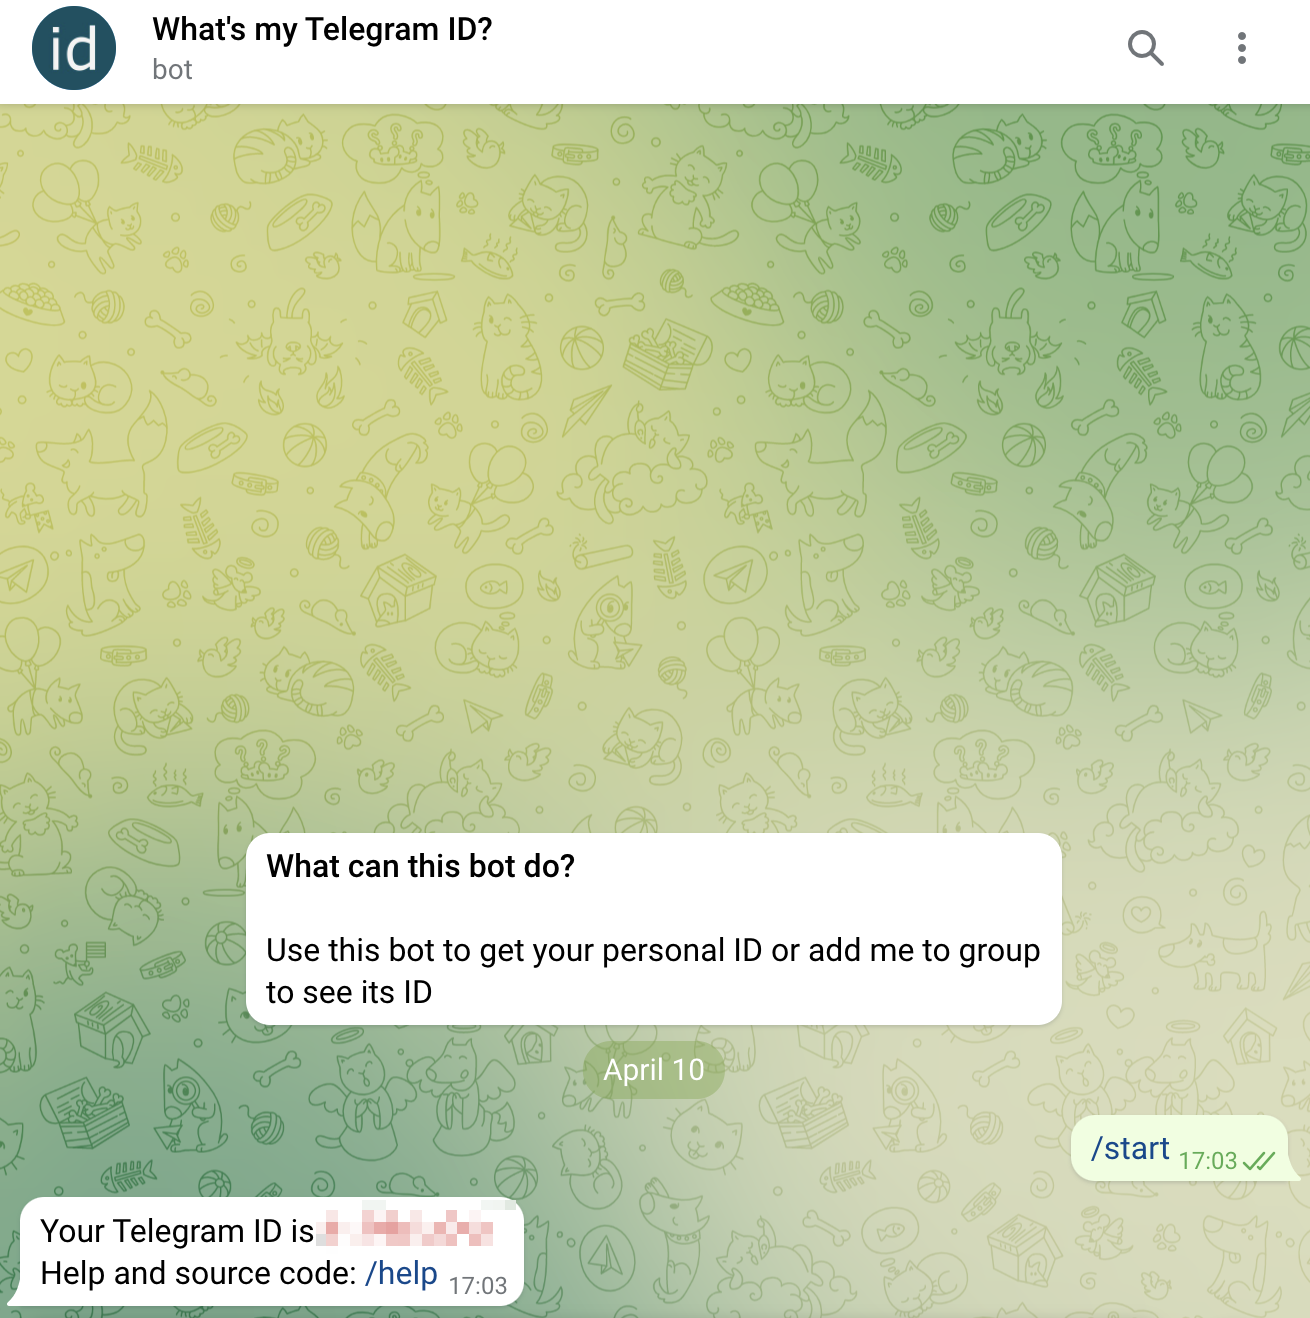 id
What's my Telegram ID?
bot
What can this bot do?
Use this bot to get your personal ID or add me to group
to see its ID
April 10
/start 17:03
Your Telegram ID is
Help and source code: /help 17:03